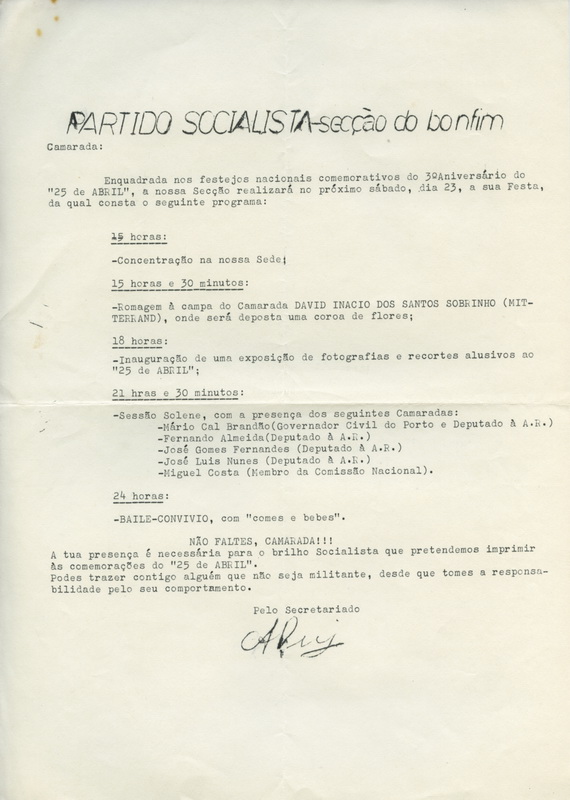 PARTIDO SOCIALISTA-secção do bonfim
Camarada:
Enquadrada nos festejos nacionais comemorativos do 3ºAniversário do
"25 de ABRIL", a nossa Secção realizará no próximo sábado, dia 23, a sua Festa,
da qual consta o seguinte programa:
15 horas:
-Concentração na nossa Sede;
15 horas e 30 minutos:
-Romagem à campa do Camarada DAVID INACIO DOS SANTOS SOBRINHO (MIT-
TERRAND), onde será deposta uma coroa de flores;
18 horas:
-Inauguração de uma exposição de fotografias e recortes alusivos ao
"25 de ABRIL";
21 hras e 30 minutos:
-Sessão Solene, com a presença dos seguintes Camaradas:
-Mário Cal Brandão(Governador Civil do Porto e Deputado à A.R.)
-Fernando Almeida(Deputado à A.R.)
-José Gomes Fernandes (Deputado à A.R.)
-José Luis Nunes (Deputado à A.R.)
-Miguel Costa (Membro da Comissão Nacional).
24 horas:
-BAILE-CONVIVIO, com "comes e bebes".
NÃO FALTES, CAMARADA!!!
A tua presença é necessária para o brilho Socialista que pretendemos imprimir
às comemorações do "25 de ABRIL".
Podes trazer contigo alguém que não seja militante, desde que tomes a responsa-
bilidade pelo seu comportamento.
Pelo Secretariado